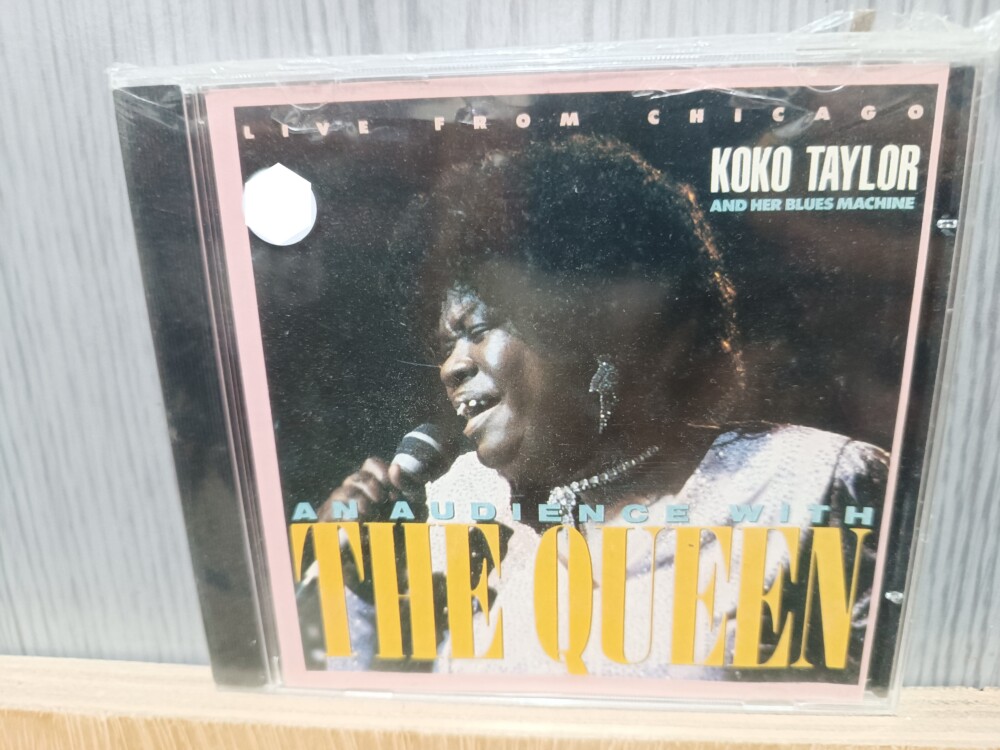 LIVE FROM CHICAGO
KOKO TAYLOR
AND HER BLUES MACHINE
AN AUDIENCE WITH
THE QUEEN